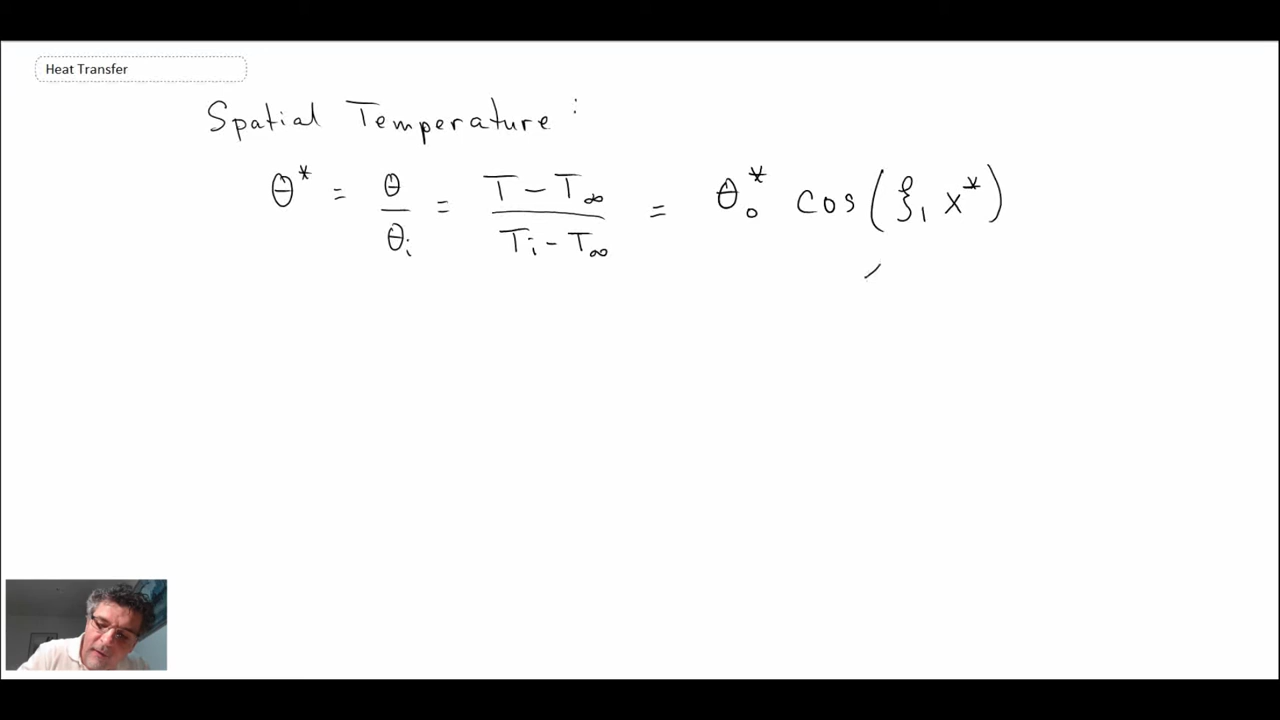 Heat Transfer
Spatial Temperature :
θ* = θ/θᵢ = (T - T∞)/(Tᵢ - T∞) = θ₀* cos(ξ₁ x*)